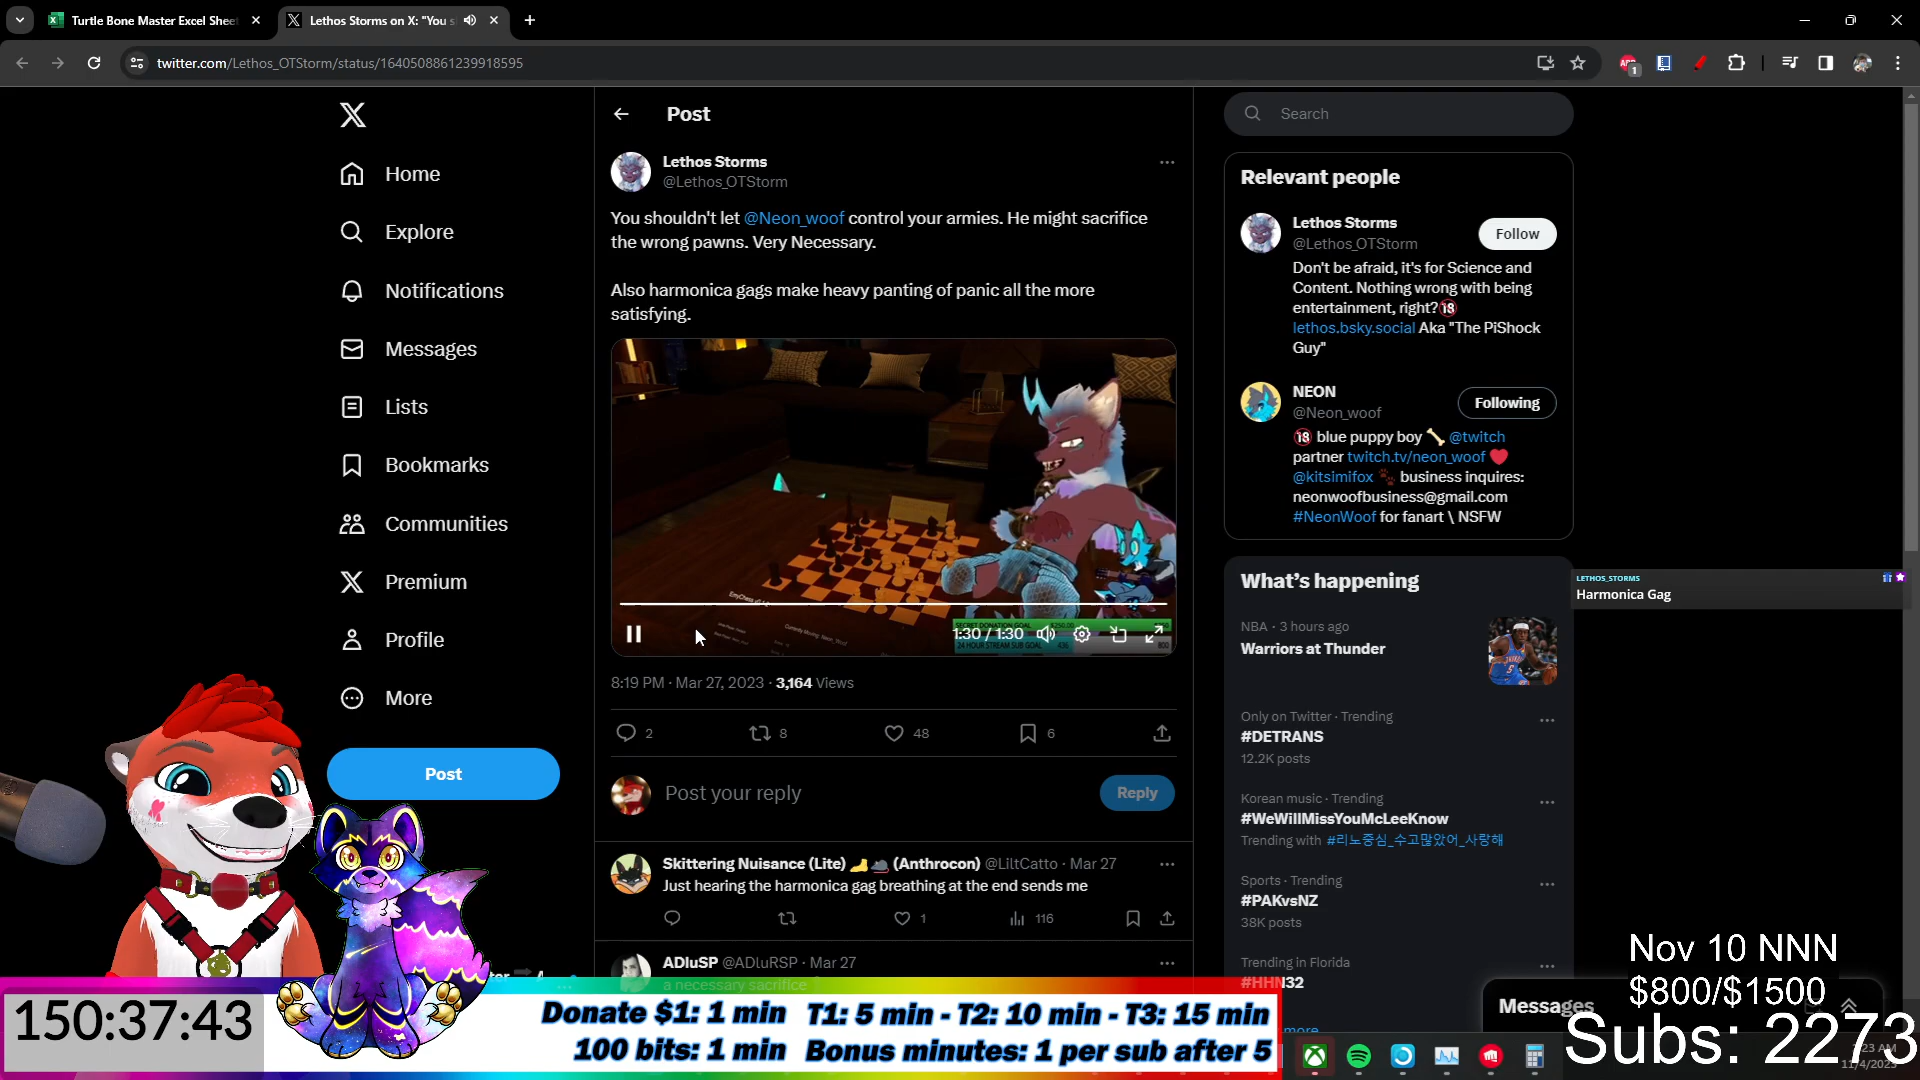 Turtle Bone Master Excel Shee
Lethos Storms on X: "You s
twitter.com/Lethos_OTStorm/status/1640508861239918595
1
Home
Explore
Notifications
Messages
Lists
Bookmarks
Communities
Premium
Profile
More
Post
Post
Lethos Storms
@Lethos_OTStorm
You shouldn't let @Neon_woof control your armies. He might sacrifice
the wrong pawns. Very Necessary.
Also harmonica gags make heavy panting of panic all the more
satisfying.
1:30 / 1:30
8:19 PM · Mar 27, 2023 · 3,164 Views
2
8
48
6
Post your reply
Reply
Skittering Nuisance (Lite) (Anthrocon) @LiltCatto · Mar 27
Just hearing the harmonica gag breathing at the end sends me
1
116
ADluSP @ADluRSP · Mar 27
a necessary sacrifice
Search
Relevant people
Lethos Storms
@Lethos_OTStorm
Follow
Don't be afraid, it's for Science and
Content. Nothing wrong with being
entertainment, right?🔞
lethos.bsky.social Aka "The PiShock
Guy"
NEON
@Neon_woof
Following
🔞 blue puppy boy 🦴 @twitch
partner twitch.tv/neon_woof ❤️
@kitsimifox 🐾 business inquires:
neonwoofbusiness@gmail.com
#NeonWoof for fanart \ NSFW
What's happening
NBA · 3 hours ago
Warriors at Thunder
Only on Twitter · Trending
#DETRANS
12.2K posts
Korean music · Trending
#WeWillMissYouMcLeeKnow
Trending with #리노중심_수고많았어_사랑해
Sports · Trending
#PAKvsNZ
38K posts
Trending in Florida
#HHN32
more
Messages
LETHOS_STORMS
Harmonica Gag
Nov 10 NNN
$800/$1500
Subs: 2273
150:37:43
Donate $1: 1 min T1: 5 min - T2: 10 min - T3: 15 min
100 bits: 1 min Bonus minutes: 1 per sub after 5